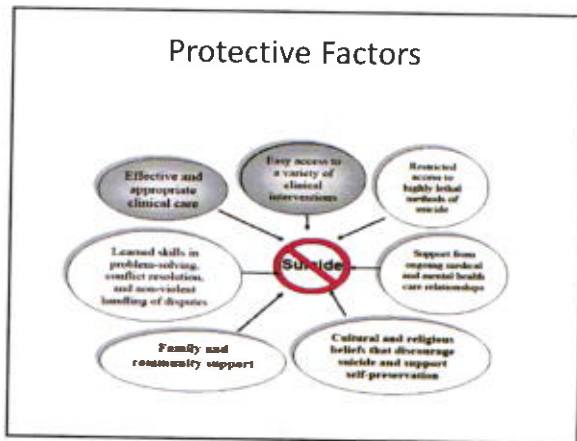 Protective Factors
Effective and
appropriate
clinical care
Easy access to
a variety of
clinical
interventions
Restricted
access to
highly lethal
methods of
suicide
Learned skills in
problem-solving,
conflict resolution,
and non-violent
handling of disputes
Suicide
Support from
ongoing medical
and mental health
care relationships
Family and
community support
Cultural and religious
beliefs that discourage
suicide and support
self-preservation